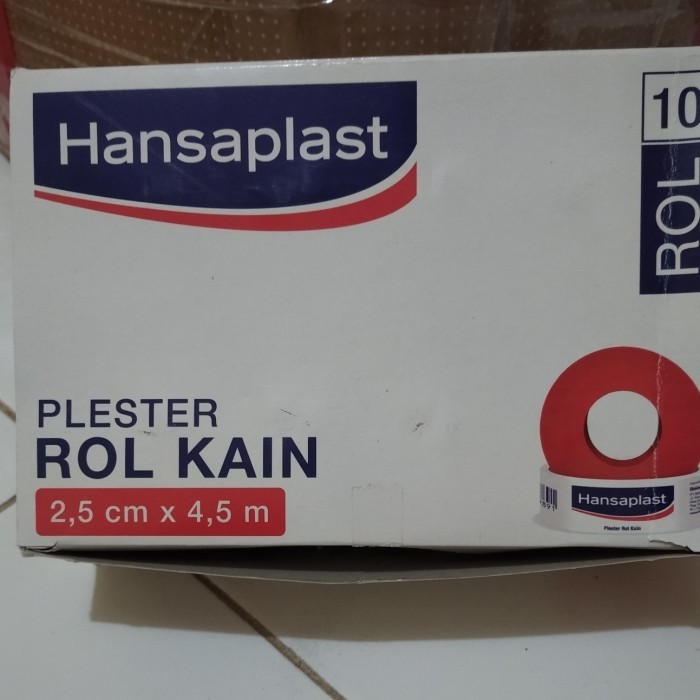 Hansaplast
10
ROL
PLESTER
ROL KAIN
2,5 cm x 4,5 m
Hansaplast
Plester Rol Kain